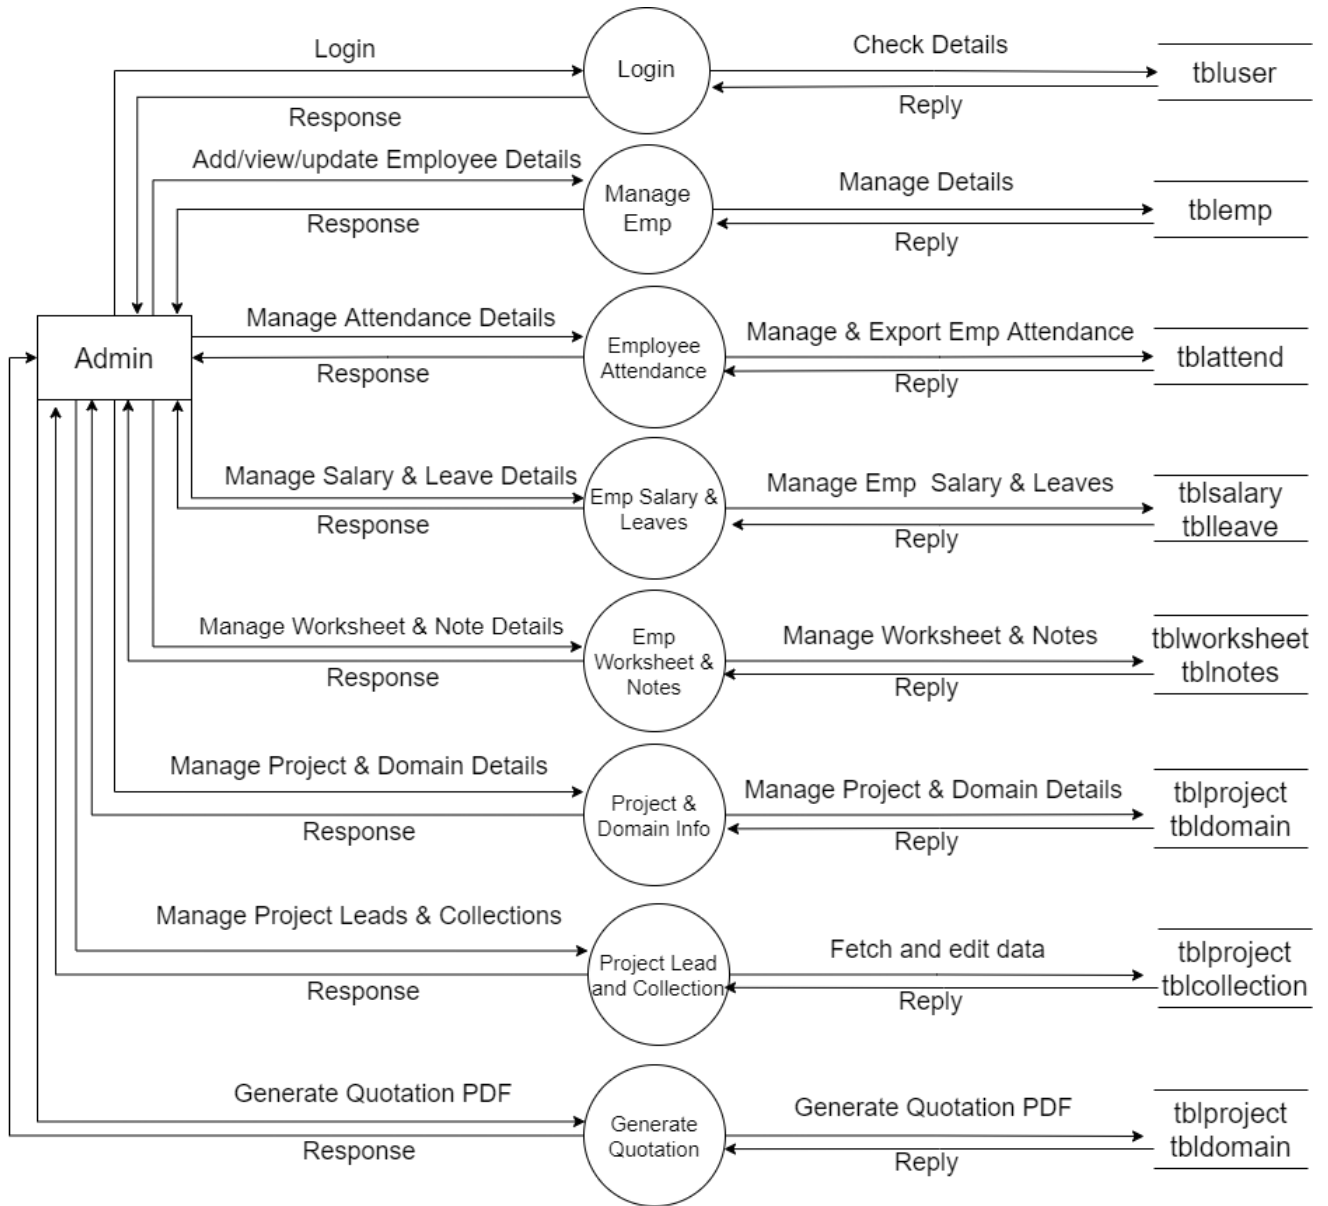 Login
Login
Check Details
tbluser
Response
Reply
Add/view/update Employee Details
Manage
Emp
Manage Details
tblemp
Response
Reply
Admin
Manage Attendance Details
Employee
Attendance
Manage & Export Emp Attendance
tblattend
Response
Reply
Manage Salary & Leave Details
Emp Salary &
Leaves
Manage Emp  Salary & Leaves
tblsalary
tblleave
Response
Reply
Manage Worksheet & Note Details
Emp
Worksheet &
Notes
Manage Worksheet & Notes
tblworksheet
tblnotes
Response
Reply
Manage Project & Domain Details
Project &
Domain Info
Manage Project & Domain Details
tblproject
tbldomain
Response
Reply
Manage Project Leads & Collections
Project Lead
and Collection
Fetch and edit data
tblproject
tblcollection
Response
Reply
Generate Quotation PDF
Generate
Quotation
Generate Quotation PDF
tblproject
tbldomain
Response
Reply